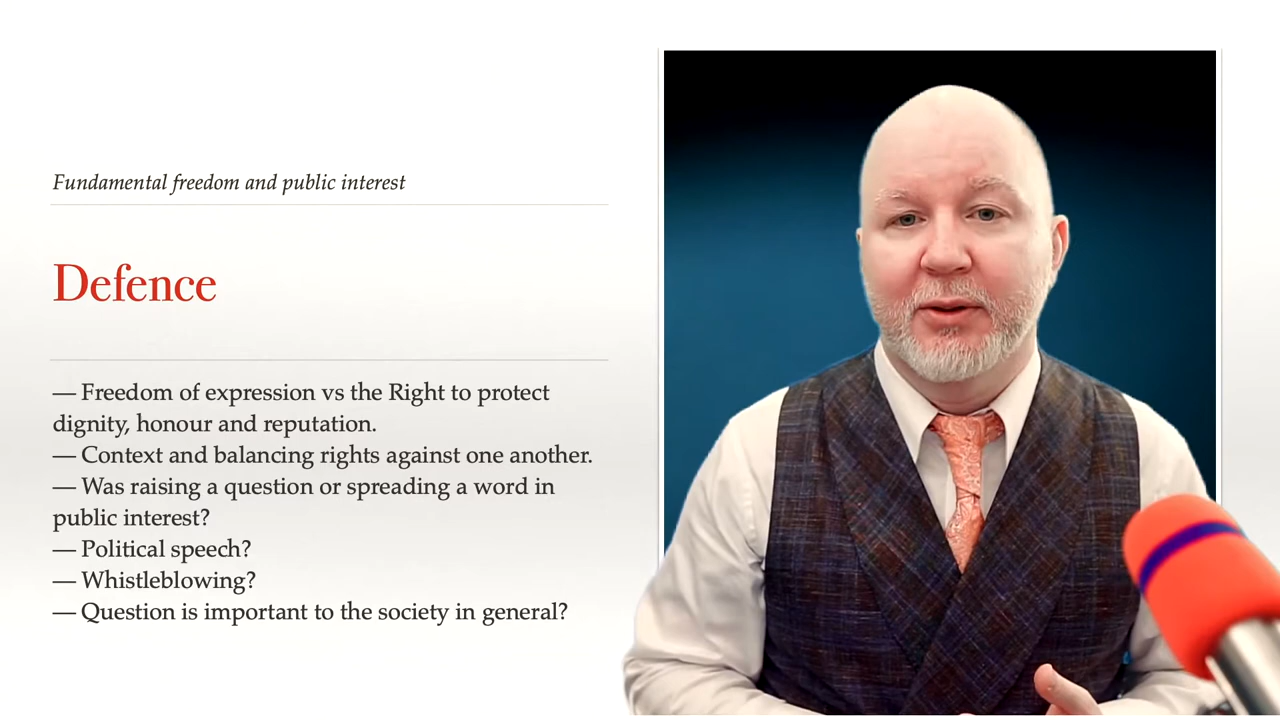 Fundamental freedom and public interest
Defence
— Freedom of expression vs the Right to protect
dignity, honour and reputation.
— Context and balancing rights against one another.
— Was raising a question or spreading a word in
public interest?
— Political speech?
— Whistleblowing?
— Question is important to the society in general?